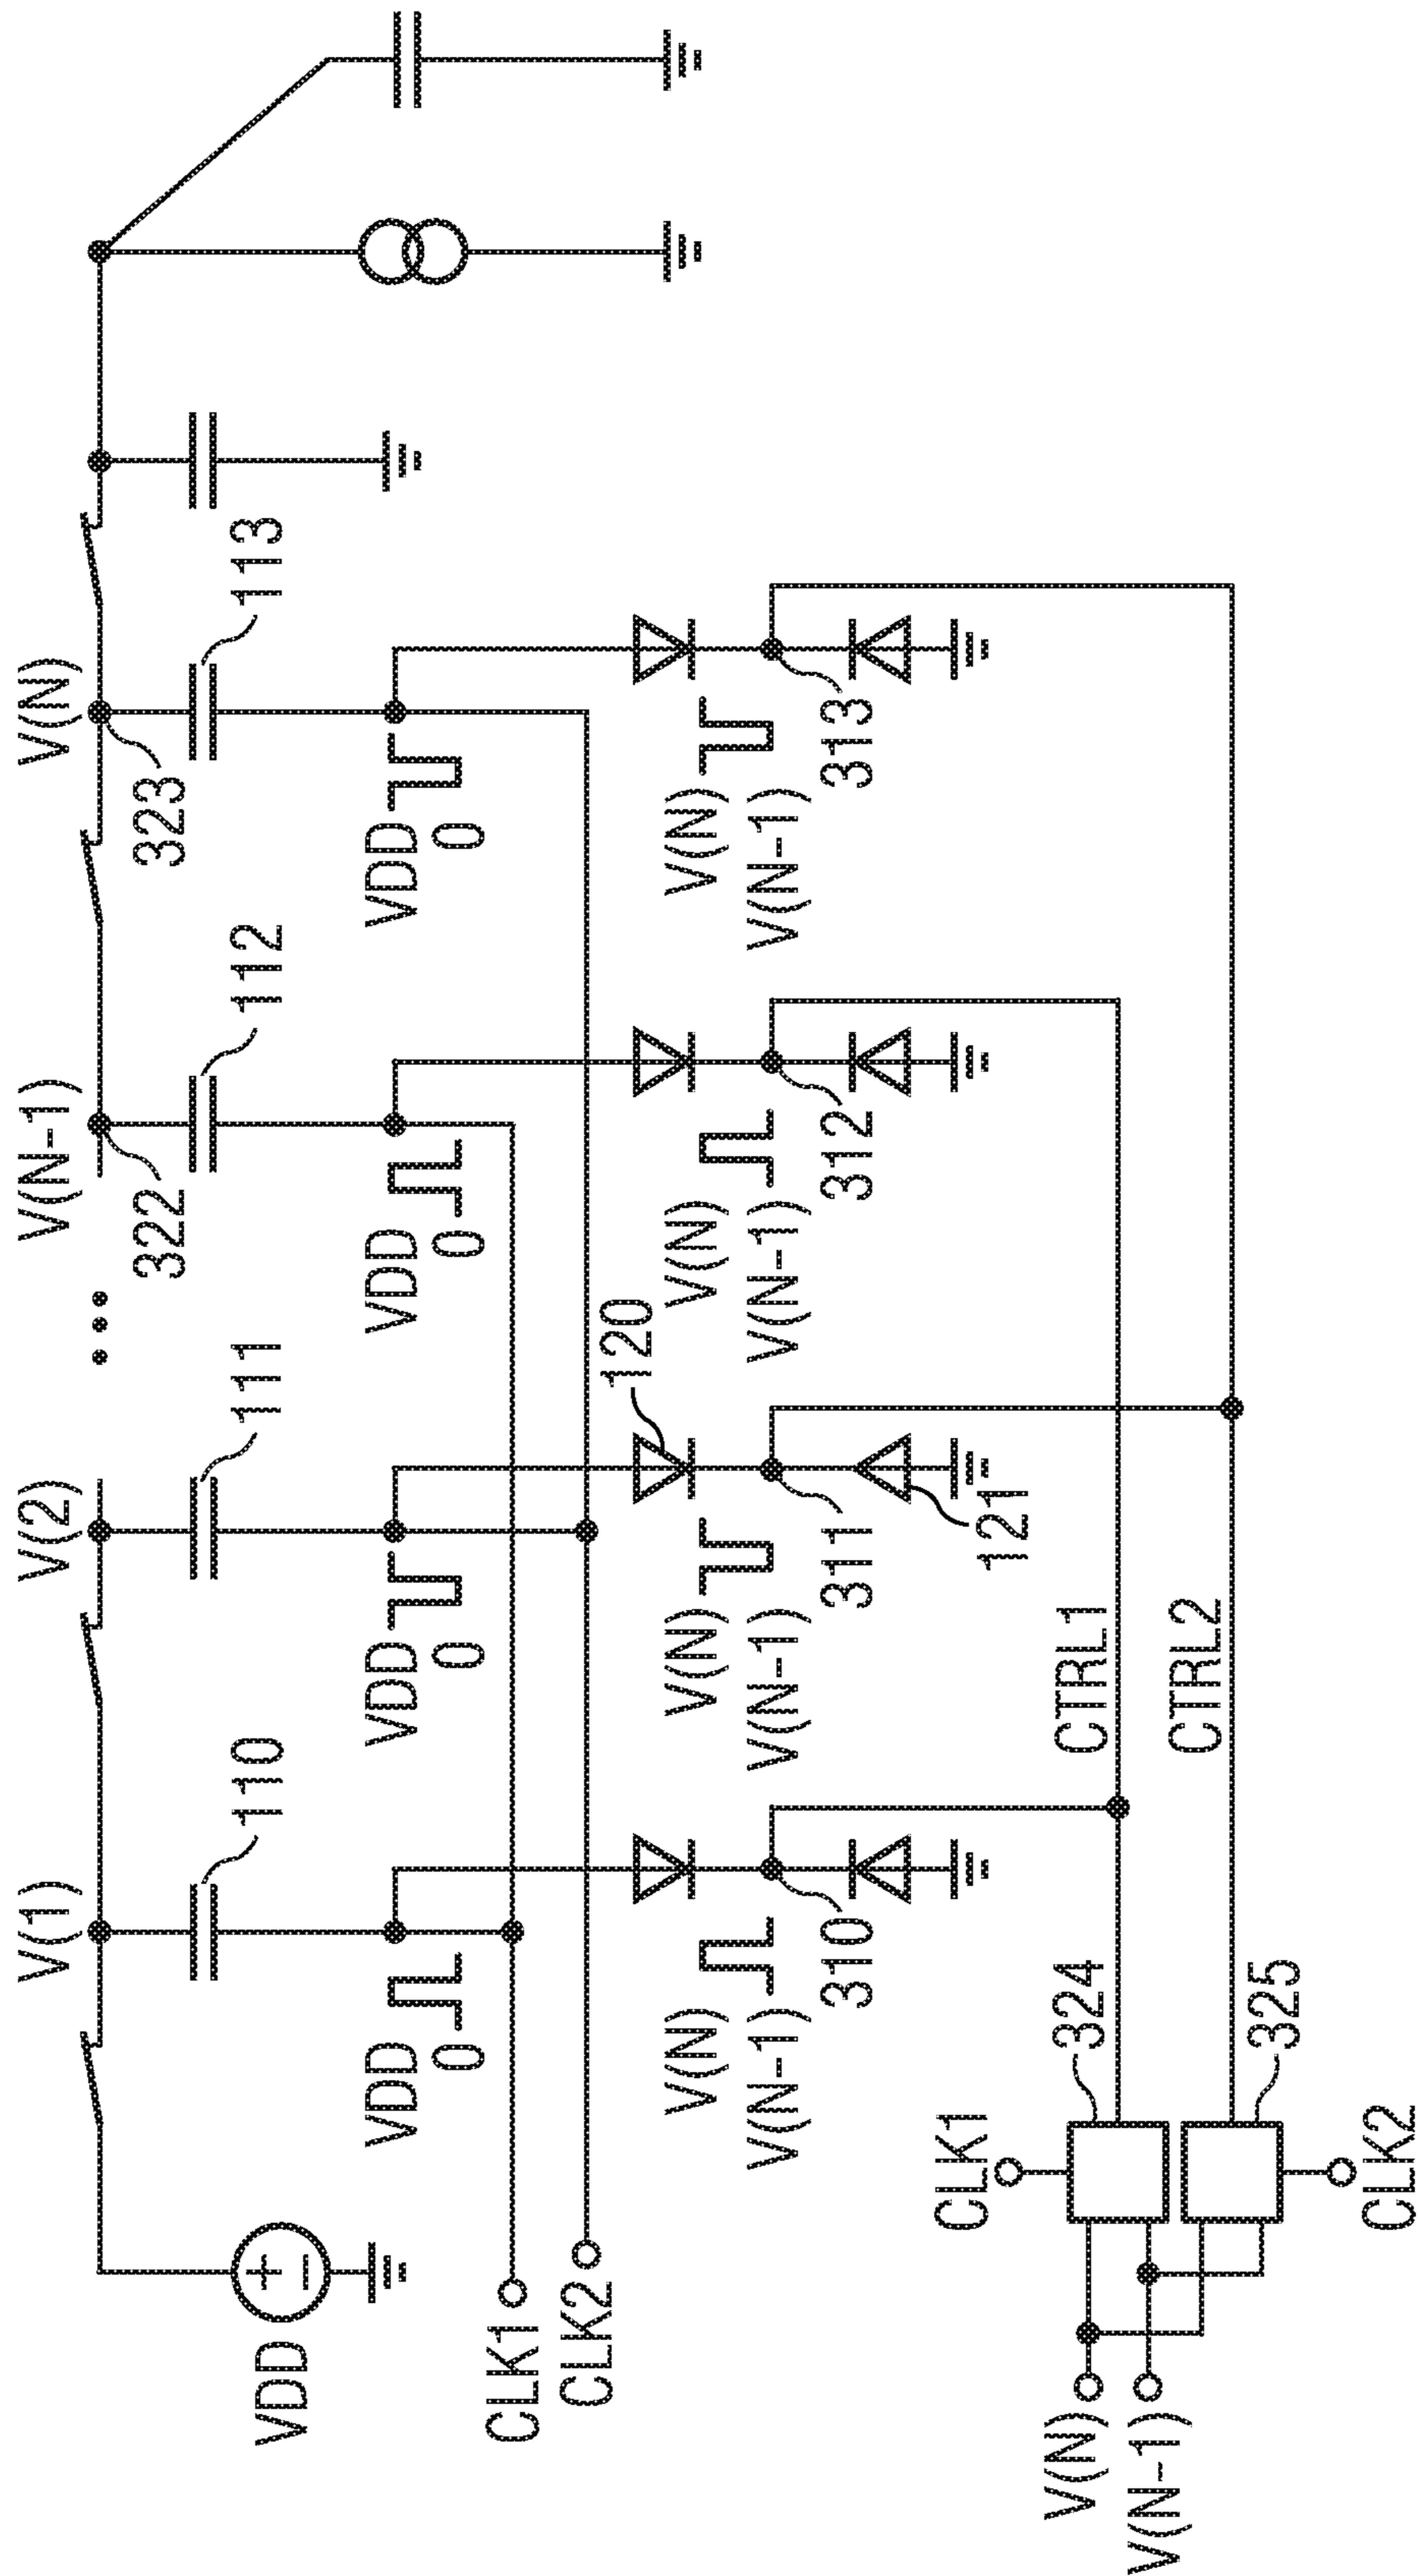 V(1)
V(2)
V(N-1)
V(N)
110
111
322
112
323
113
VDD
VDD
0
VDD
0
VDD
0
VDD
0
CLK1
CLK2
120
V(N)
V(N-1)
310
V(N)
V(N-1)
311
V(N)
V(N-1)
312
V(N)
V(N-1)
313
121
CLK1
324
CTRL1
V(N)
V(N-1)
CTRL2
325
CLK2